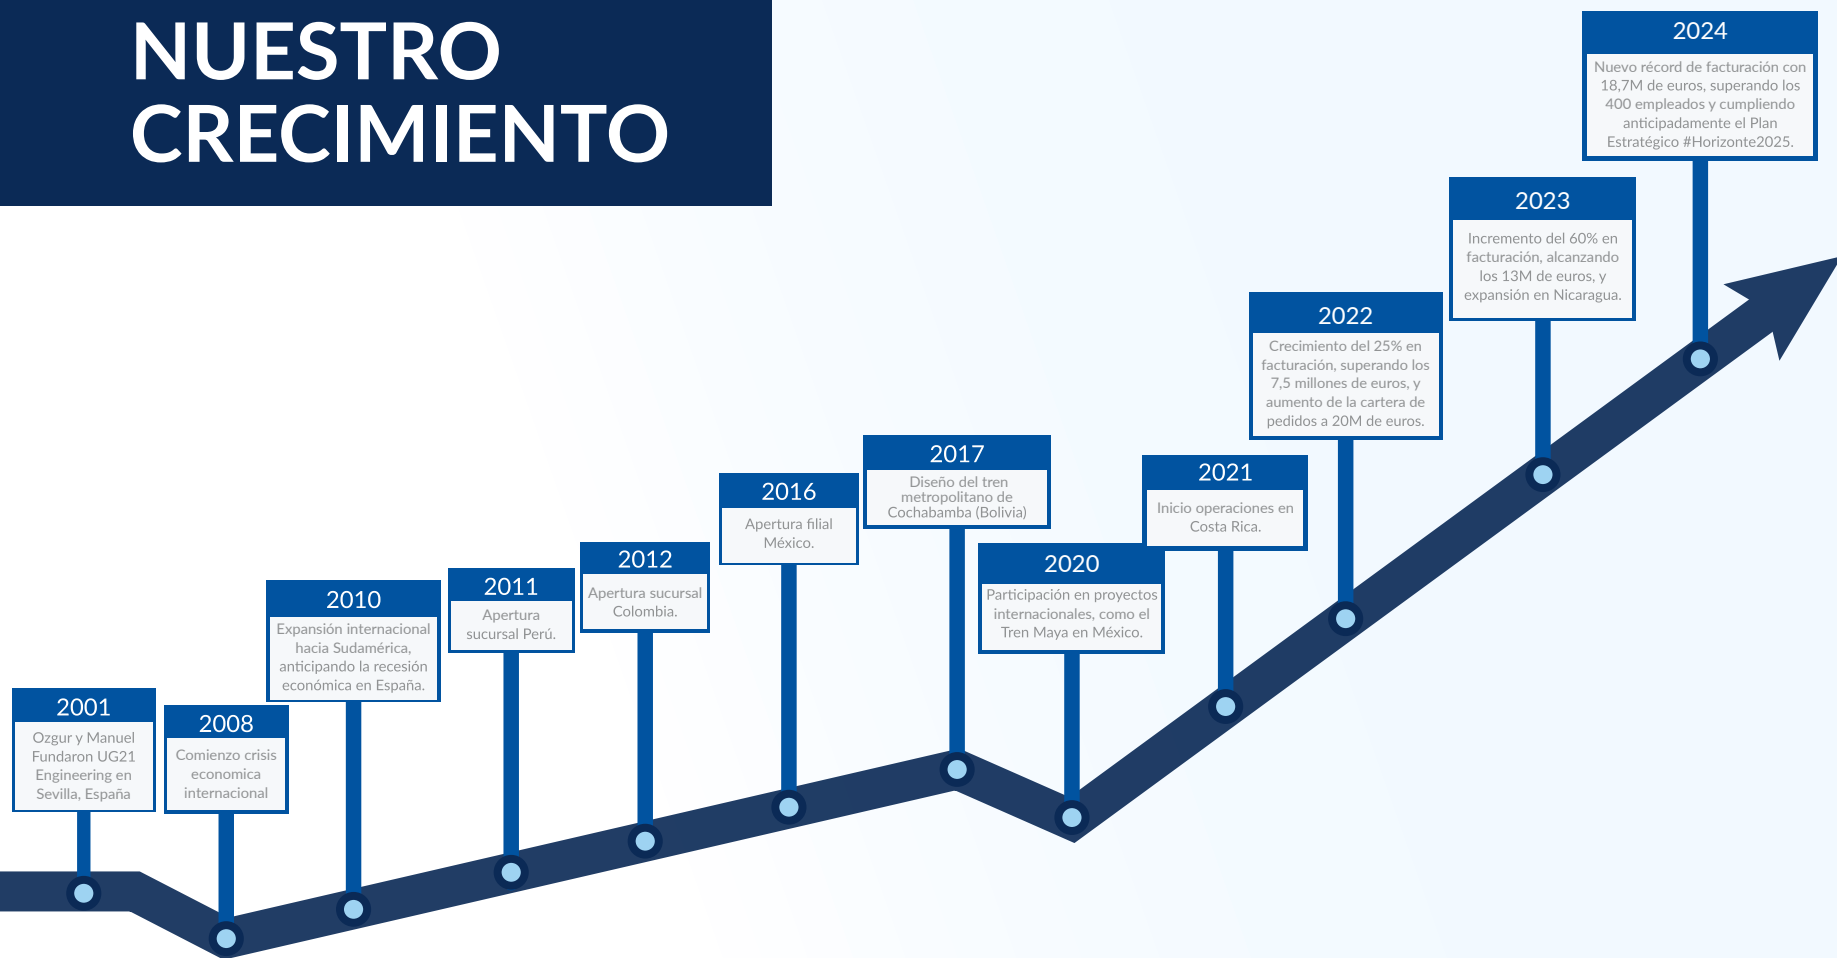 NUESTRO
CRECIMIENTO
2001
Ozgur y Manuel
Fundaron UG21
Engineering en
Sevilla, España
2008
Comienzo crisis
economica
internacional
2010
Expansión internacional
hacia Sudamérica,
anticipando la recesión
económica en España.
2011
Apertura
sucursal Perú.
2012
Apertura sucursal
Colombia.
2016
Apertura filial
México.
2017
Diseño del tren
metropolitano de
Cochabamba (Bolivia)
2020
Participación en proyectos
internacionales, como el
Tren Maya en México.
2021
Inicio operaciones en
Costa Rica.
2022
Crecimiento del 25% en
facturación, superando los
7,5 millones de euros, y
aumento de la cartera de
pedidos a 20M de euros.
2023
Incremento del 60% en
facturación, alcanzando
los 13M de euros, y
expansión en Nicaragua.
2024
Nuevo récord de facturación con
18,7M de euros, superando los
400 empleados y cumpliendo
anticipadamente el Plan
Estratégico #Horizonte2025.